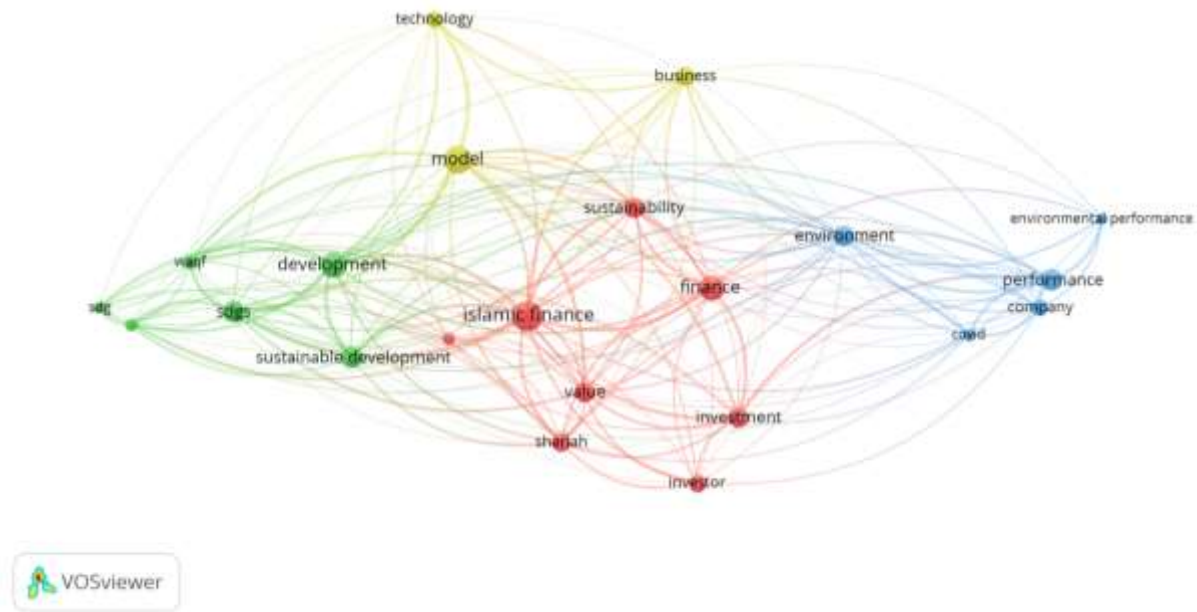 technology
business
model
sustainability
environmental performance
environment
waqf
development
performance
finance
sdg
sdgs
company
islamic finance
covid
sustainable development
value
investment
shariah
investor
VOSviewer